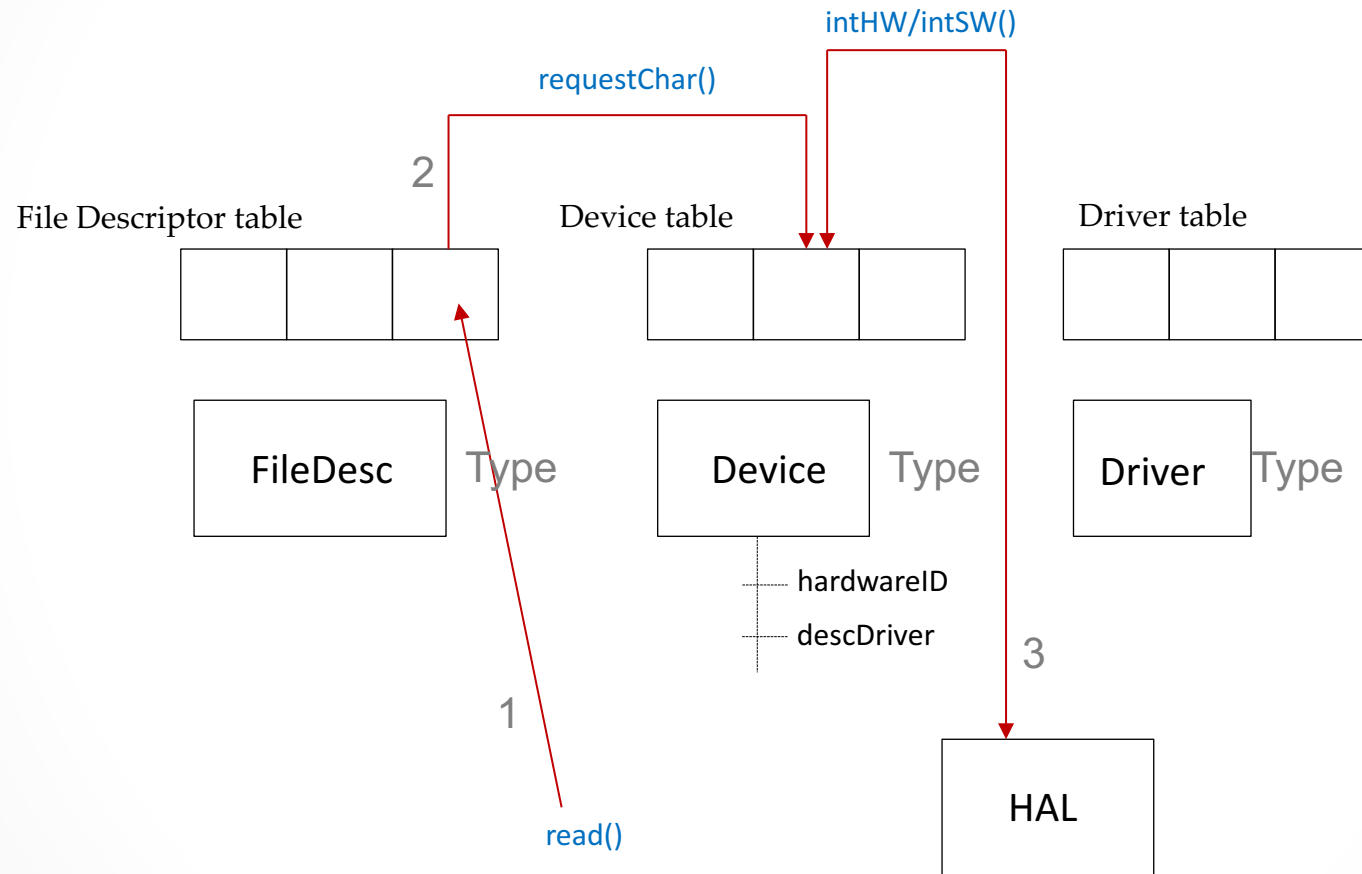 intHW/intSW()
requestChar()
2
File Descriptor table
Device table
Driver table
FileDesc
Type
Device
Type
Driver
Type
hardwareID
descDriver
3
1
HAL
read()